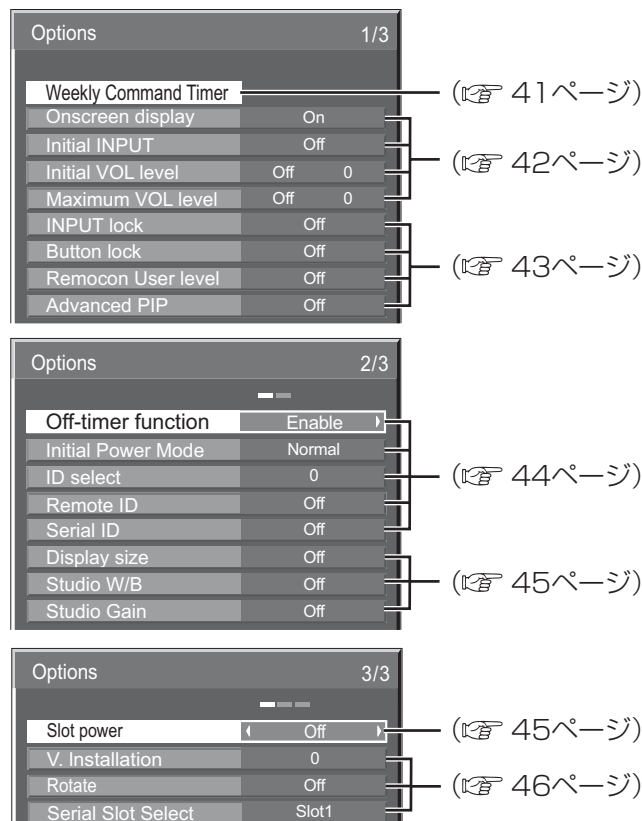 Options 1/3
Weekly Command Timer (☞ 41ページ)
Onscreen display On
Initial INPUT Off
(☞ 42ページ)
Initial VOL level Off 0
Maximum VOL level Off 0
INPUT lock Off
Button lock Off
(☞ 43ページ)
Remocon User level Off
Advanced PIP Off
Options 2/3
Off-timer function Enable
Initial Power Mode Normal
ID select 0 (☞ 44ページ)
Remote ID Off
Serial ID Off
Display size Off
Studio W/B Off (☞ 45ページ)
Studio Gain Off
Options 3/3
Slot power Off (☞ 45ページ)
V. Installation 0
Rotate Off (☞ 46ページ)
Serial Slot Select Slot1